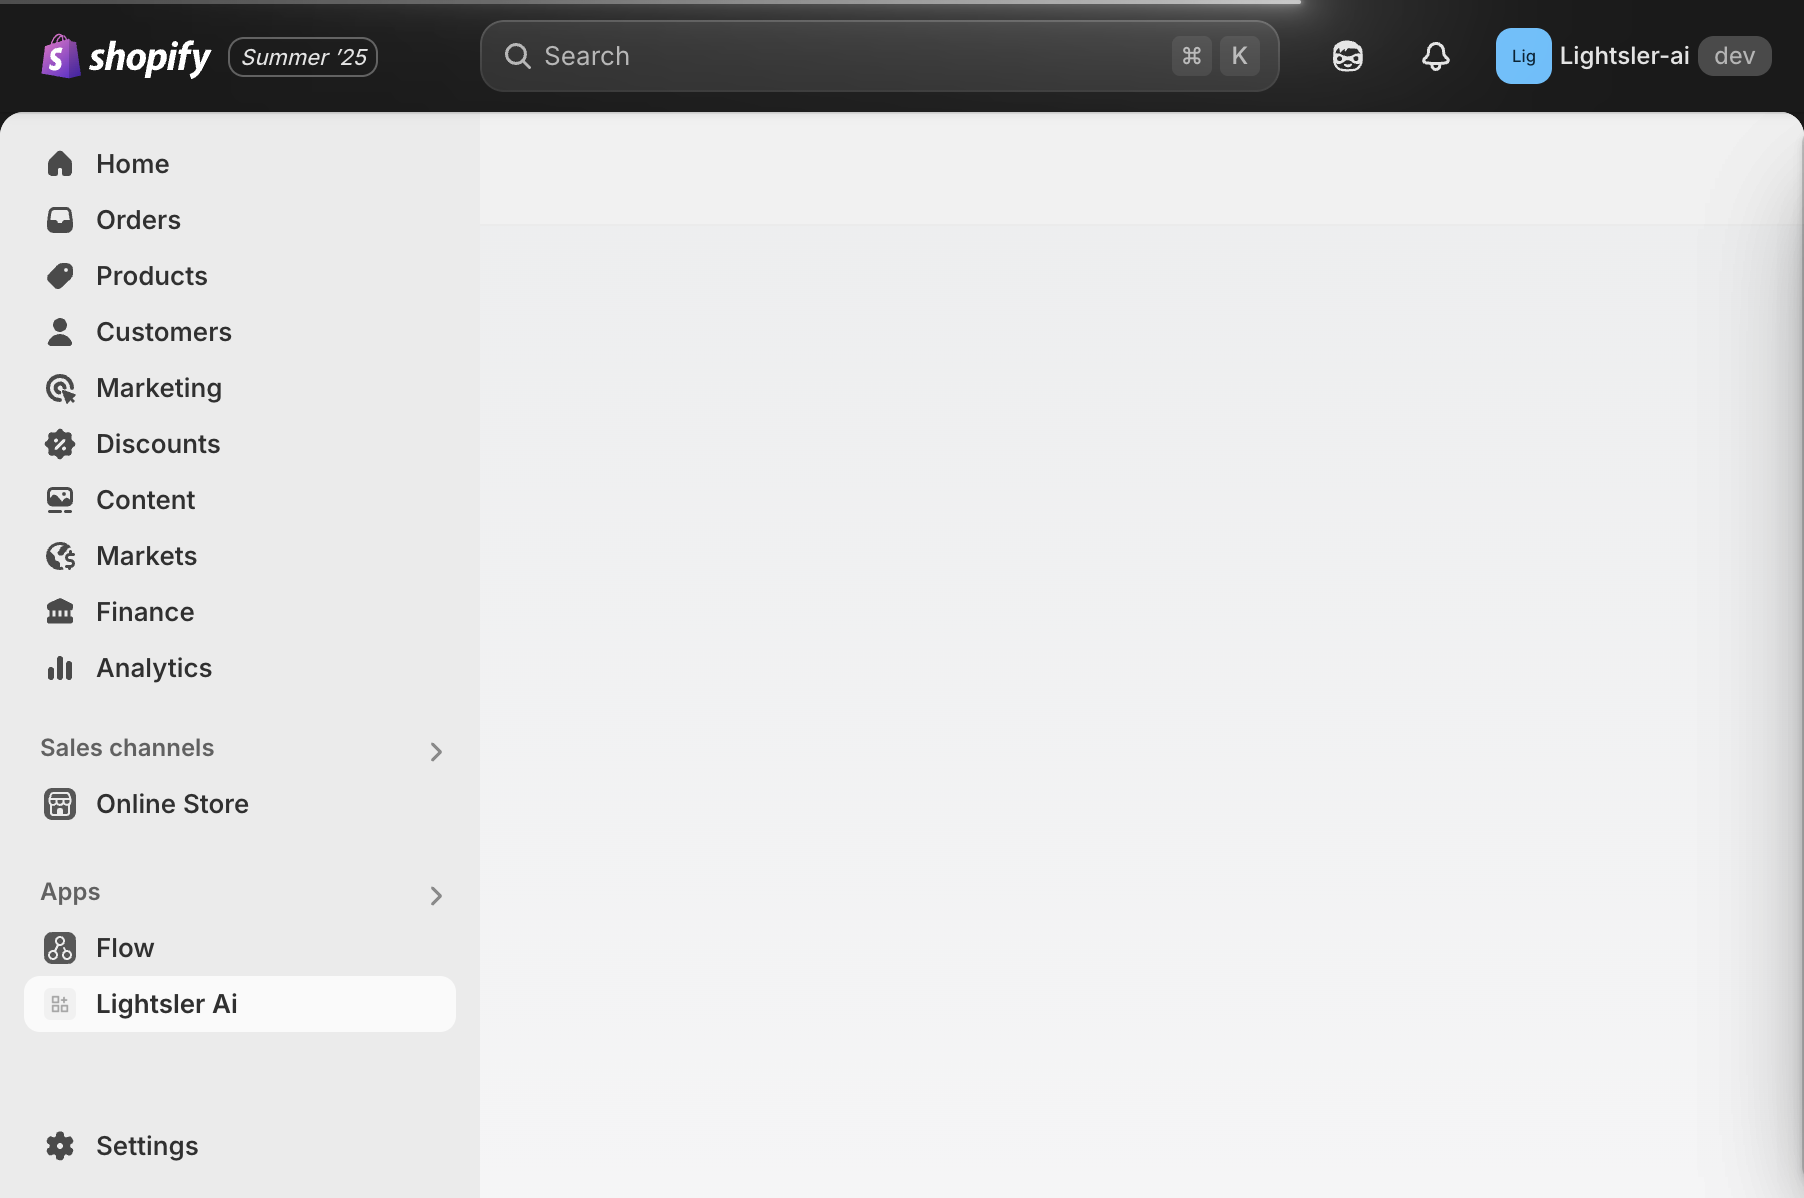 shopify Summer ’25
Search ⌘ K
Lig Lightsler-ai dev
Home
Orders
Products
Customers
Marketing
Discounts
Content
Markets
Finance
Analytics
Sales channels
Online Store
Apps
Flow
Lightsler Ai
Settings